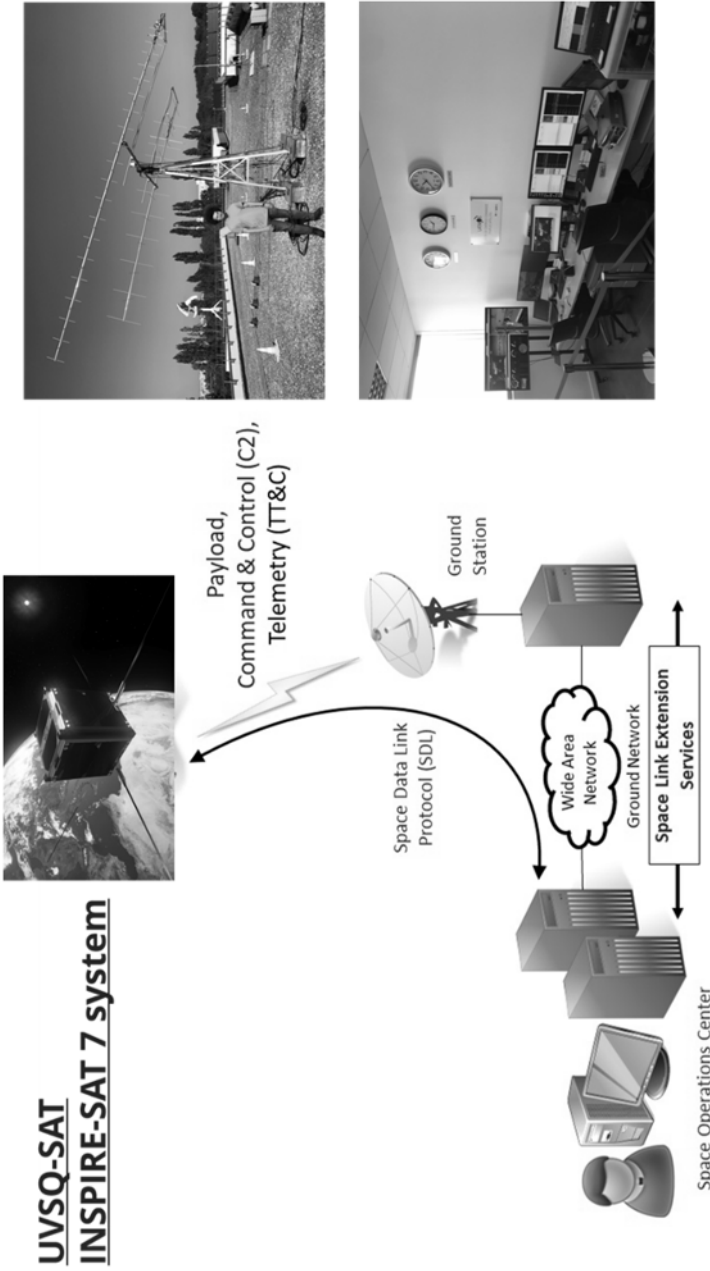 UVSQ-SAT
INSPIRE-SAT 7 system
Payload,
Command & Control (C2),
Telemetry (TT&C)
Space Data Link
Protocol (SDL)
Ground
Station
Wide Area
Network
Ground Network
Space Link Extension
Services
Space Operations Center